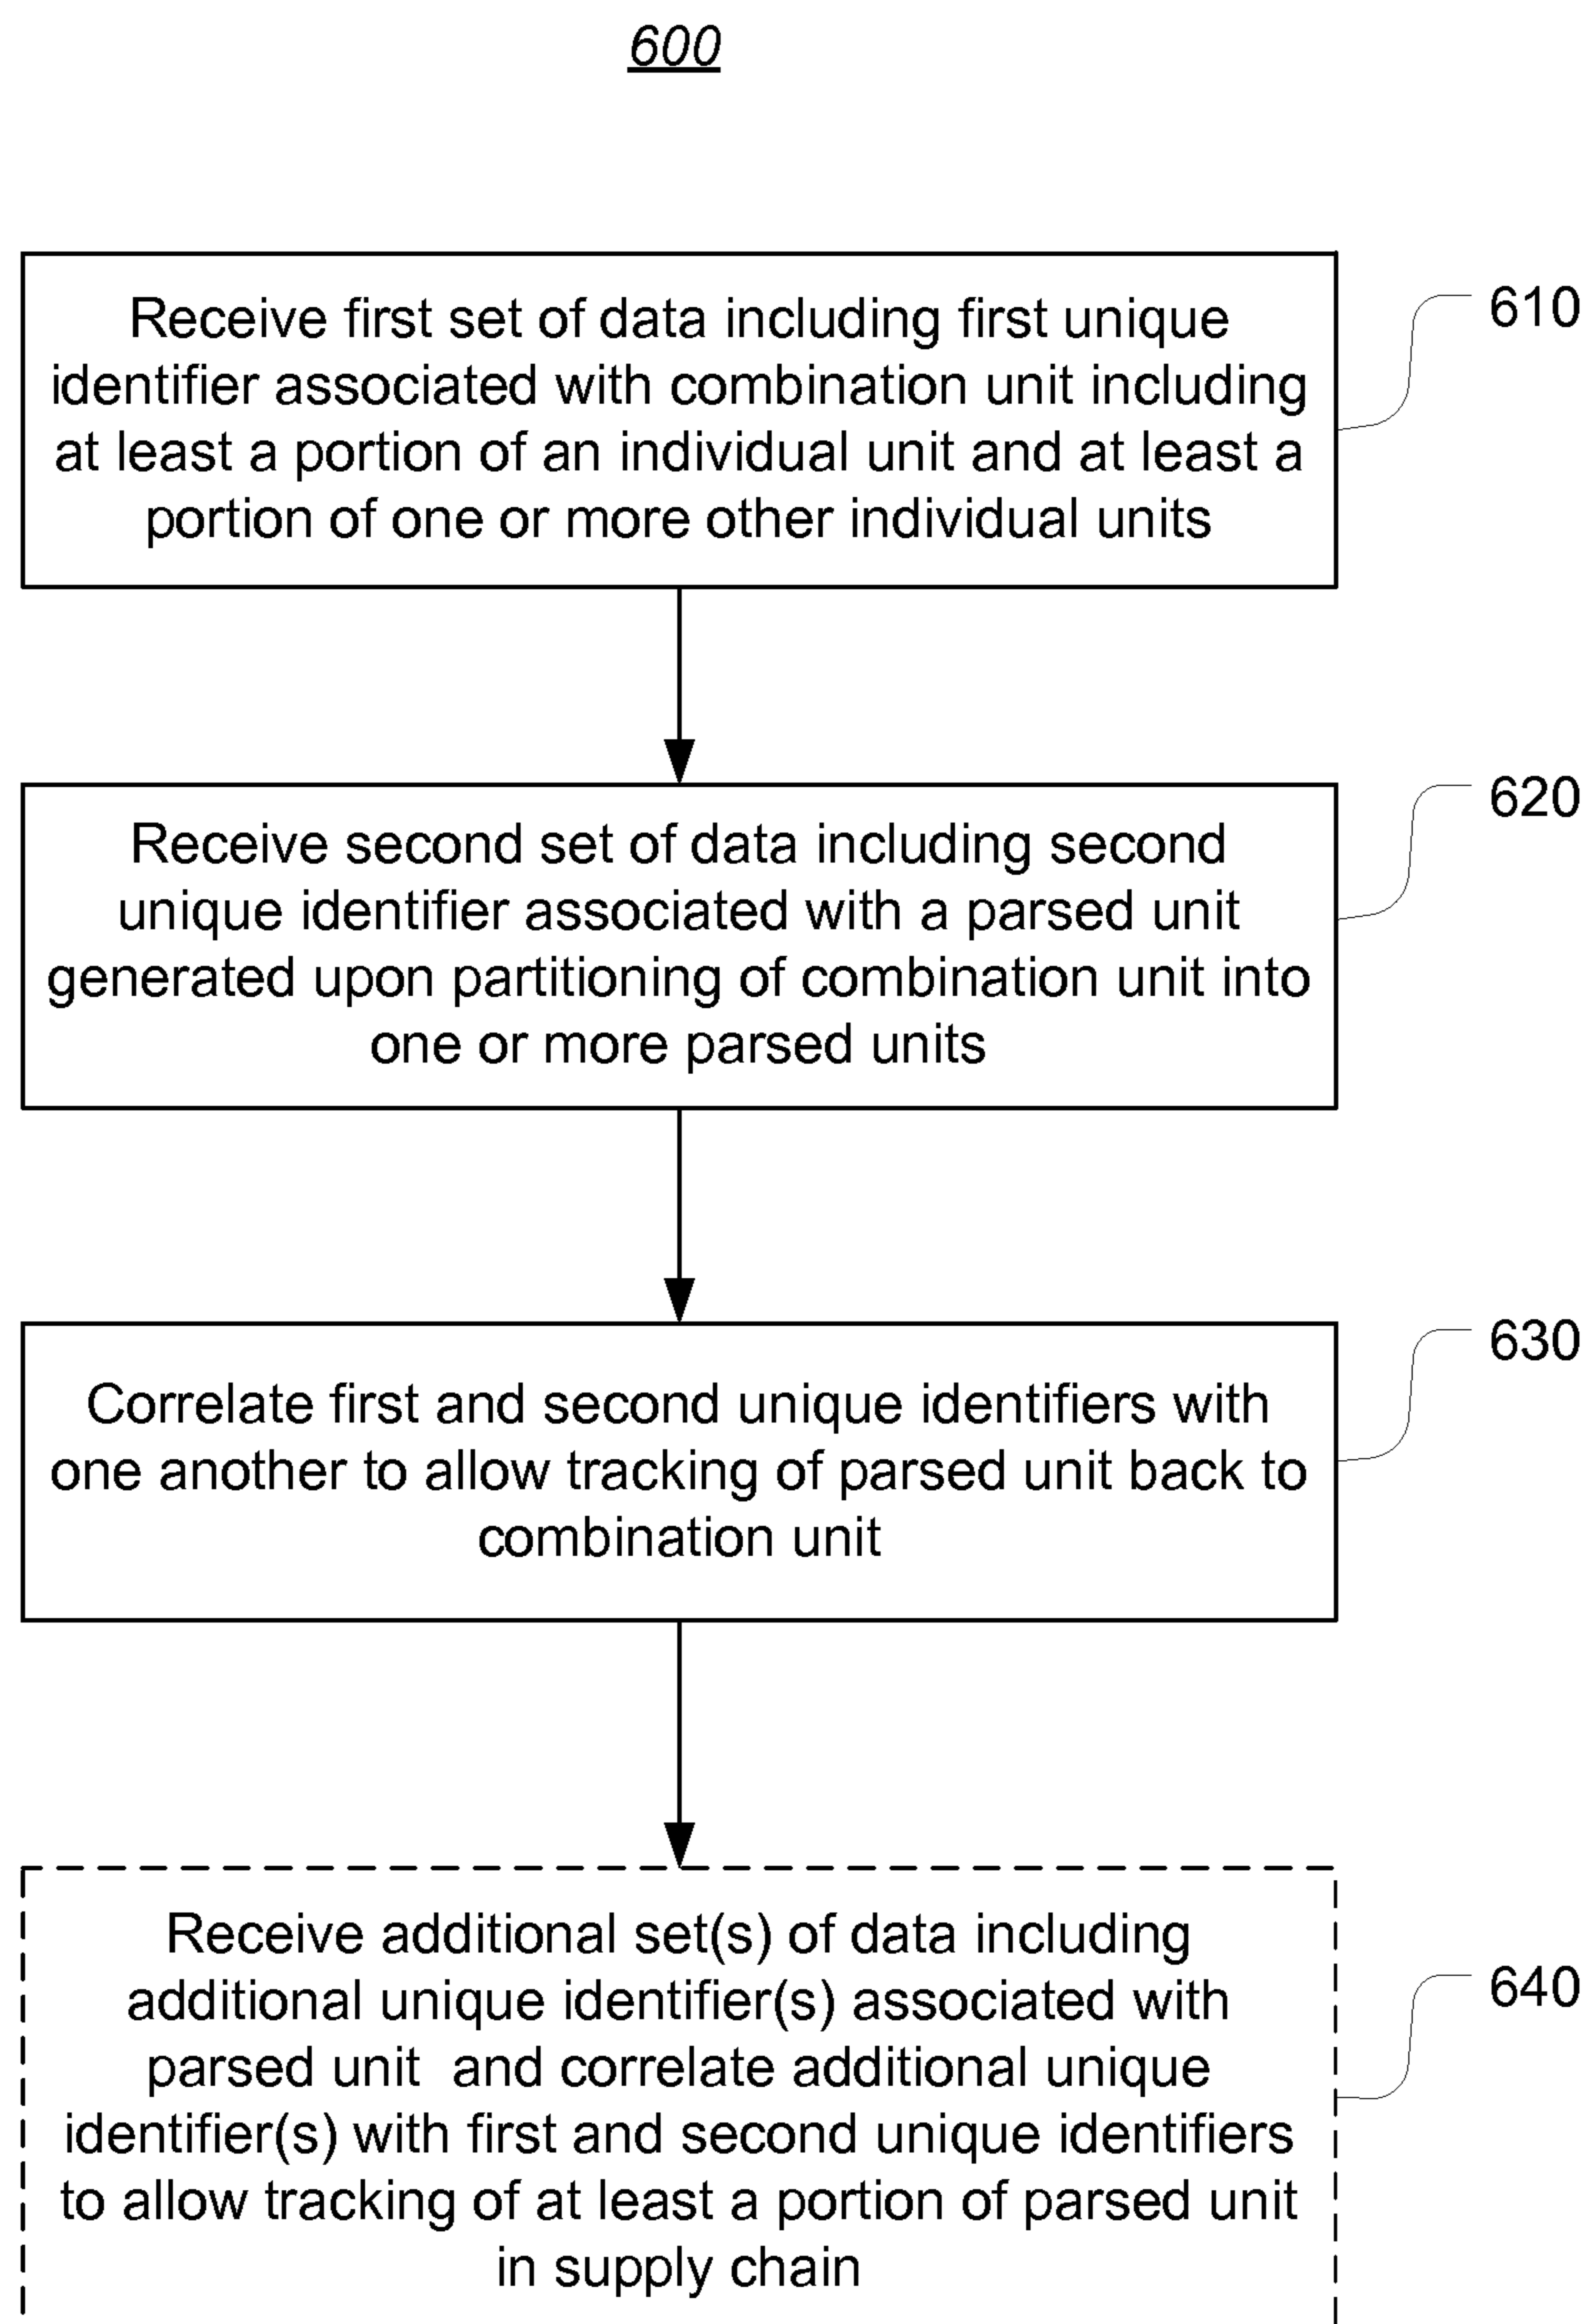 600
Receive first set of data including first unique
identifier associated with combination unit including
at least a portion of an individual unit and at least a
portion of one or more other individual units
610
Receive second set of data including second
unique identifier associated with a parsed unit
generated upon partitioning of combination unit into
one or more parsed units
620
Correlate first and second unique identifiers with
one another to allow tracking of parsed unit back to
combination unit
630
Receive additional set(s) of data including
additional unique identifier(s) associated with
parsed unit  and correlate additional unique
identifier(s) with first and second unique identifiers
to allow tracking of at least a portion of parsed unit
in supply chain
640